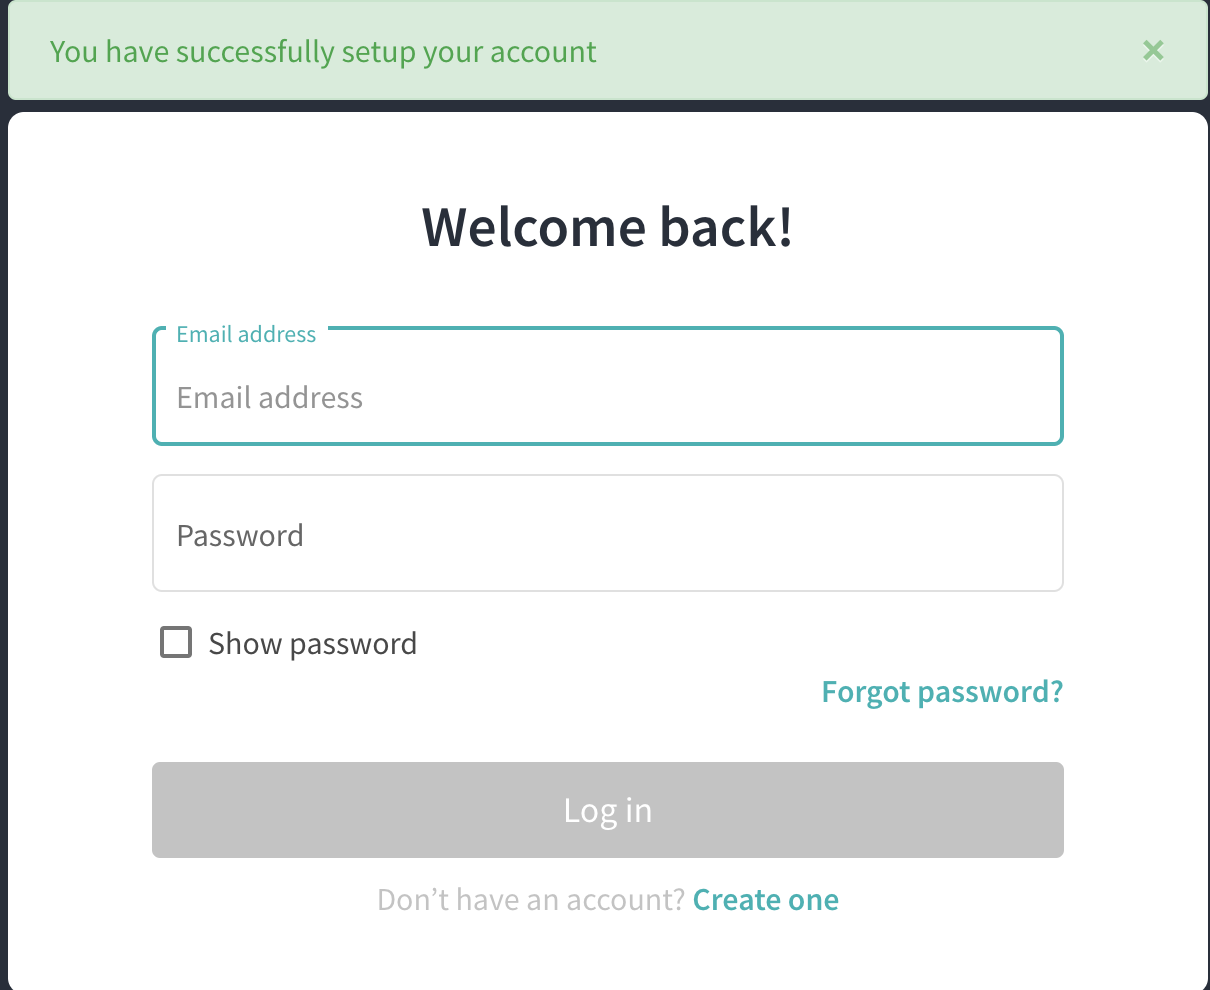 You have successfully setup your account ×
Welcome back!
Email address
Email address
Password
Show password
Forgot password?
Log in
Don’t have an account? Create one